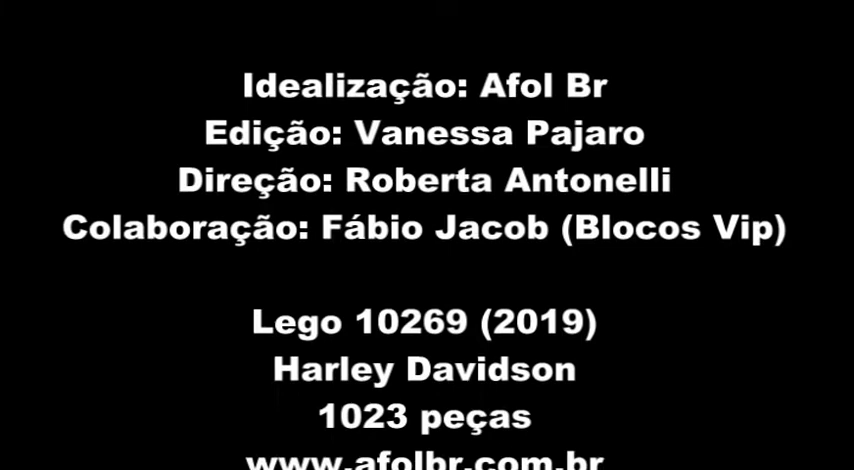 Idealização: Afol Br
Edição: Vanessa Pajaro
Direção: Roberta Antonelli
Colaboração: Fábio Jacob (Blocos Vip)
Lego 10269 (2019)
Harley Davidson
1023 peças
www.afolbr.com.br